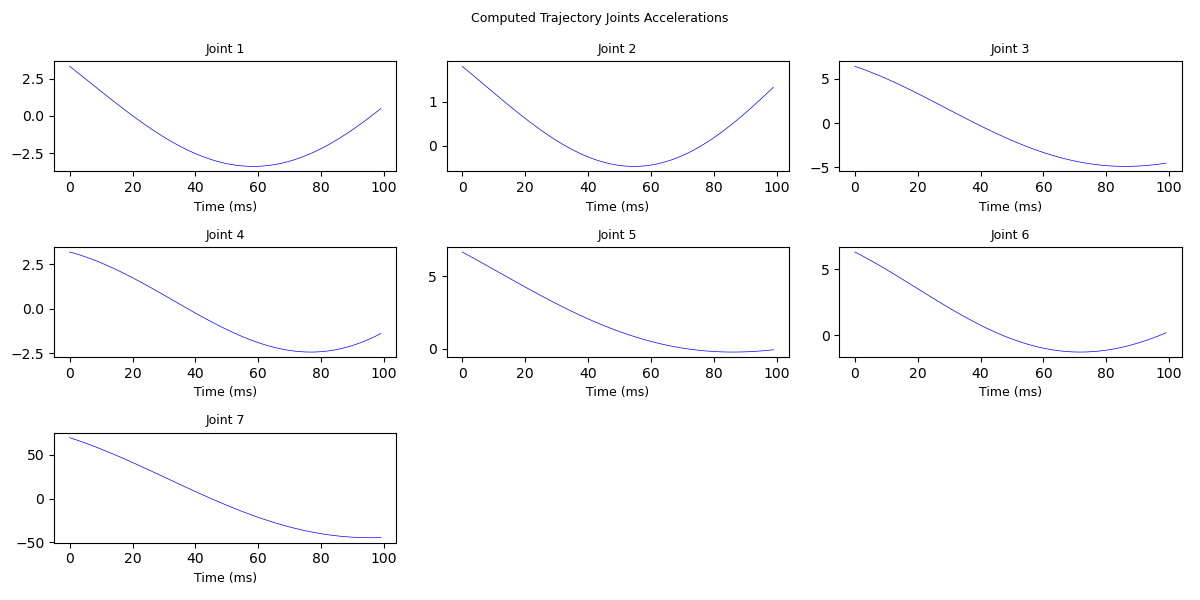 Computed Trajectory Joints Accelerations
Joint 1
2.5
0.0
−2.5
0 20 40 60 80 100
Time (ms)
Joint 2
1
0
0 20 40 60 80 100
Time (ms)
Joint 3
5
0
−5
0 20 40 60 80 100
Time (ms)
Joint 4
2.5
0.0
−2.5
0 20 40 60 80 100
Time (ms)
Joint 5
5
0
0 20 40 60 80 100
Time (ms)
Joint 6
5
0
0 20 40 60 80 100
Time (ms)
Joint 7
50
0
−50
0 20 40 60 80 100
Time (ms)